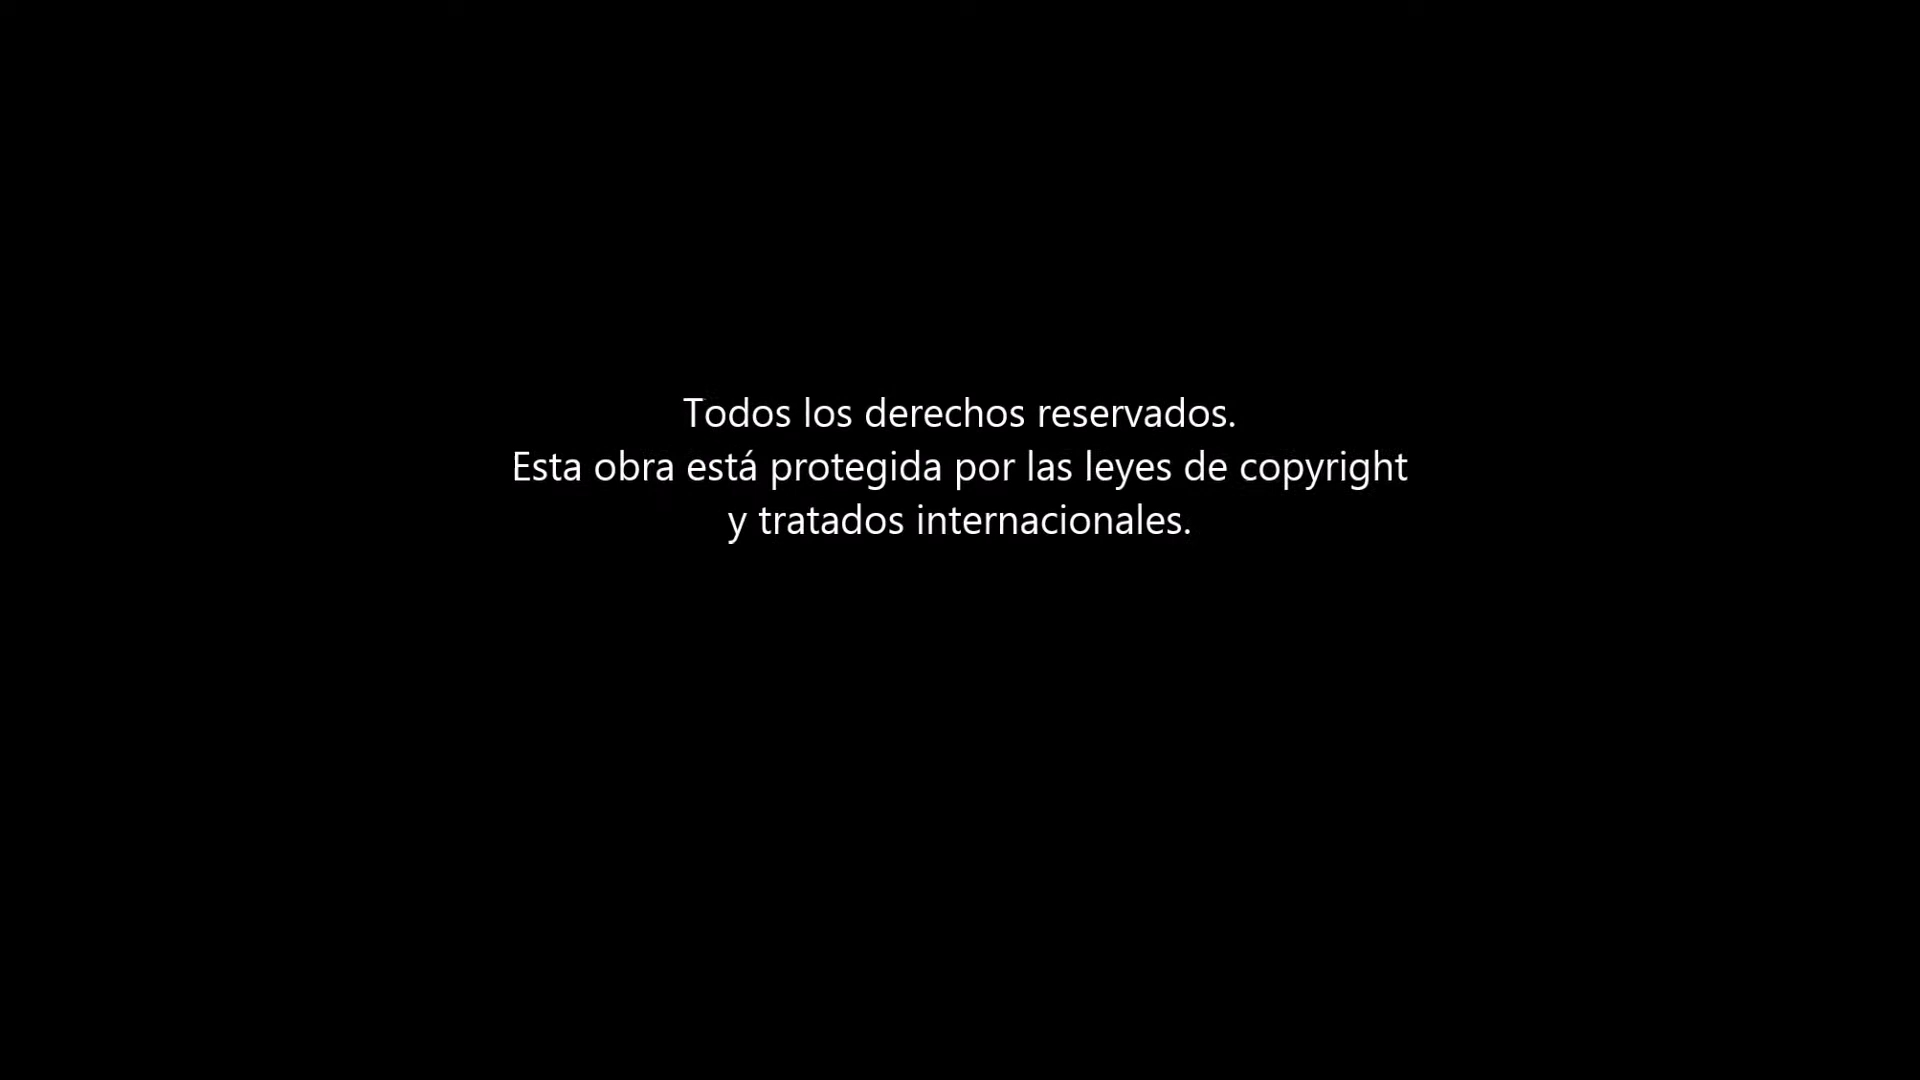 Todos los derechos reservados.
Esta obra está protegida por las leyes de copyright
y tratados internacionales.